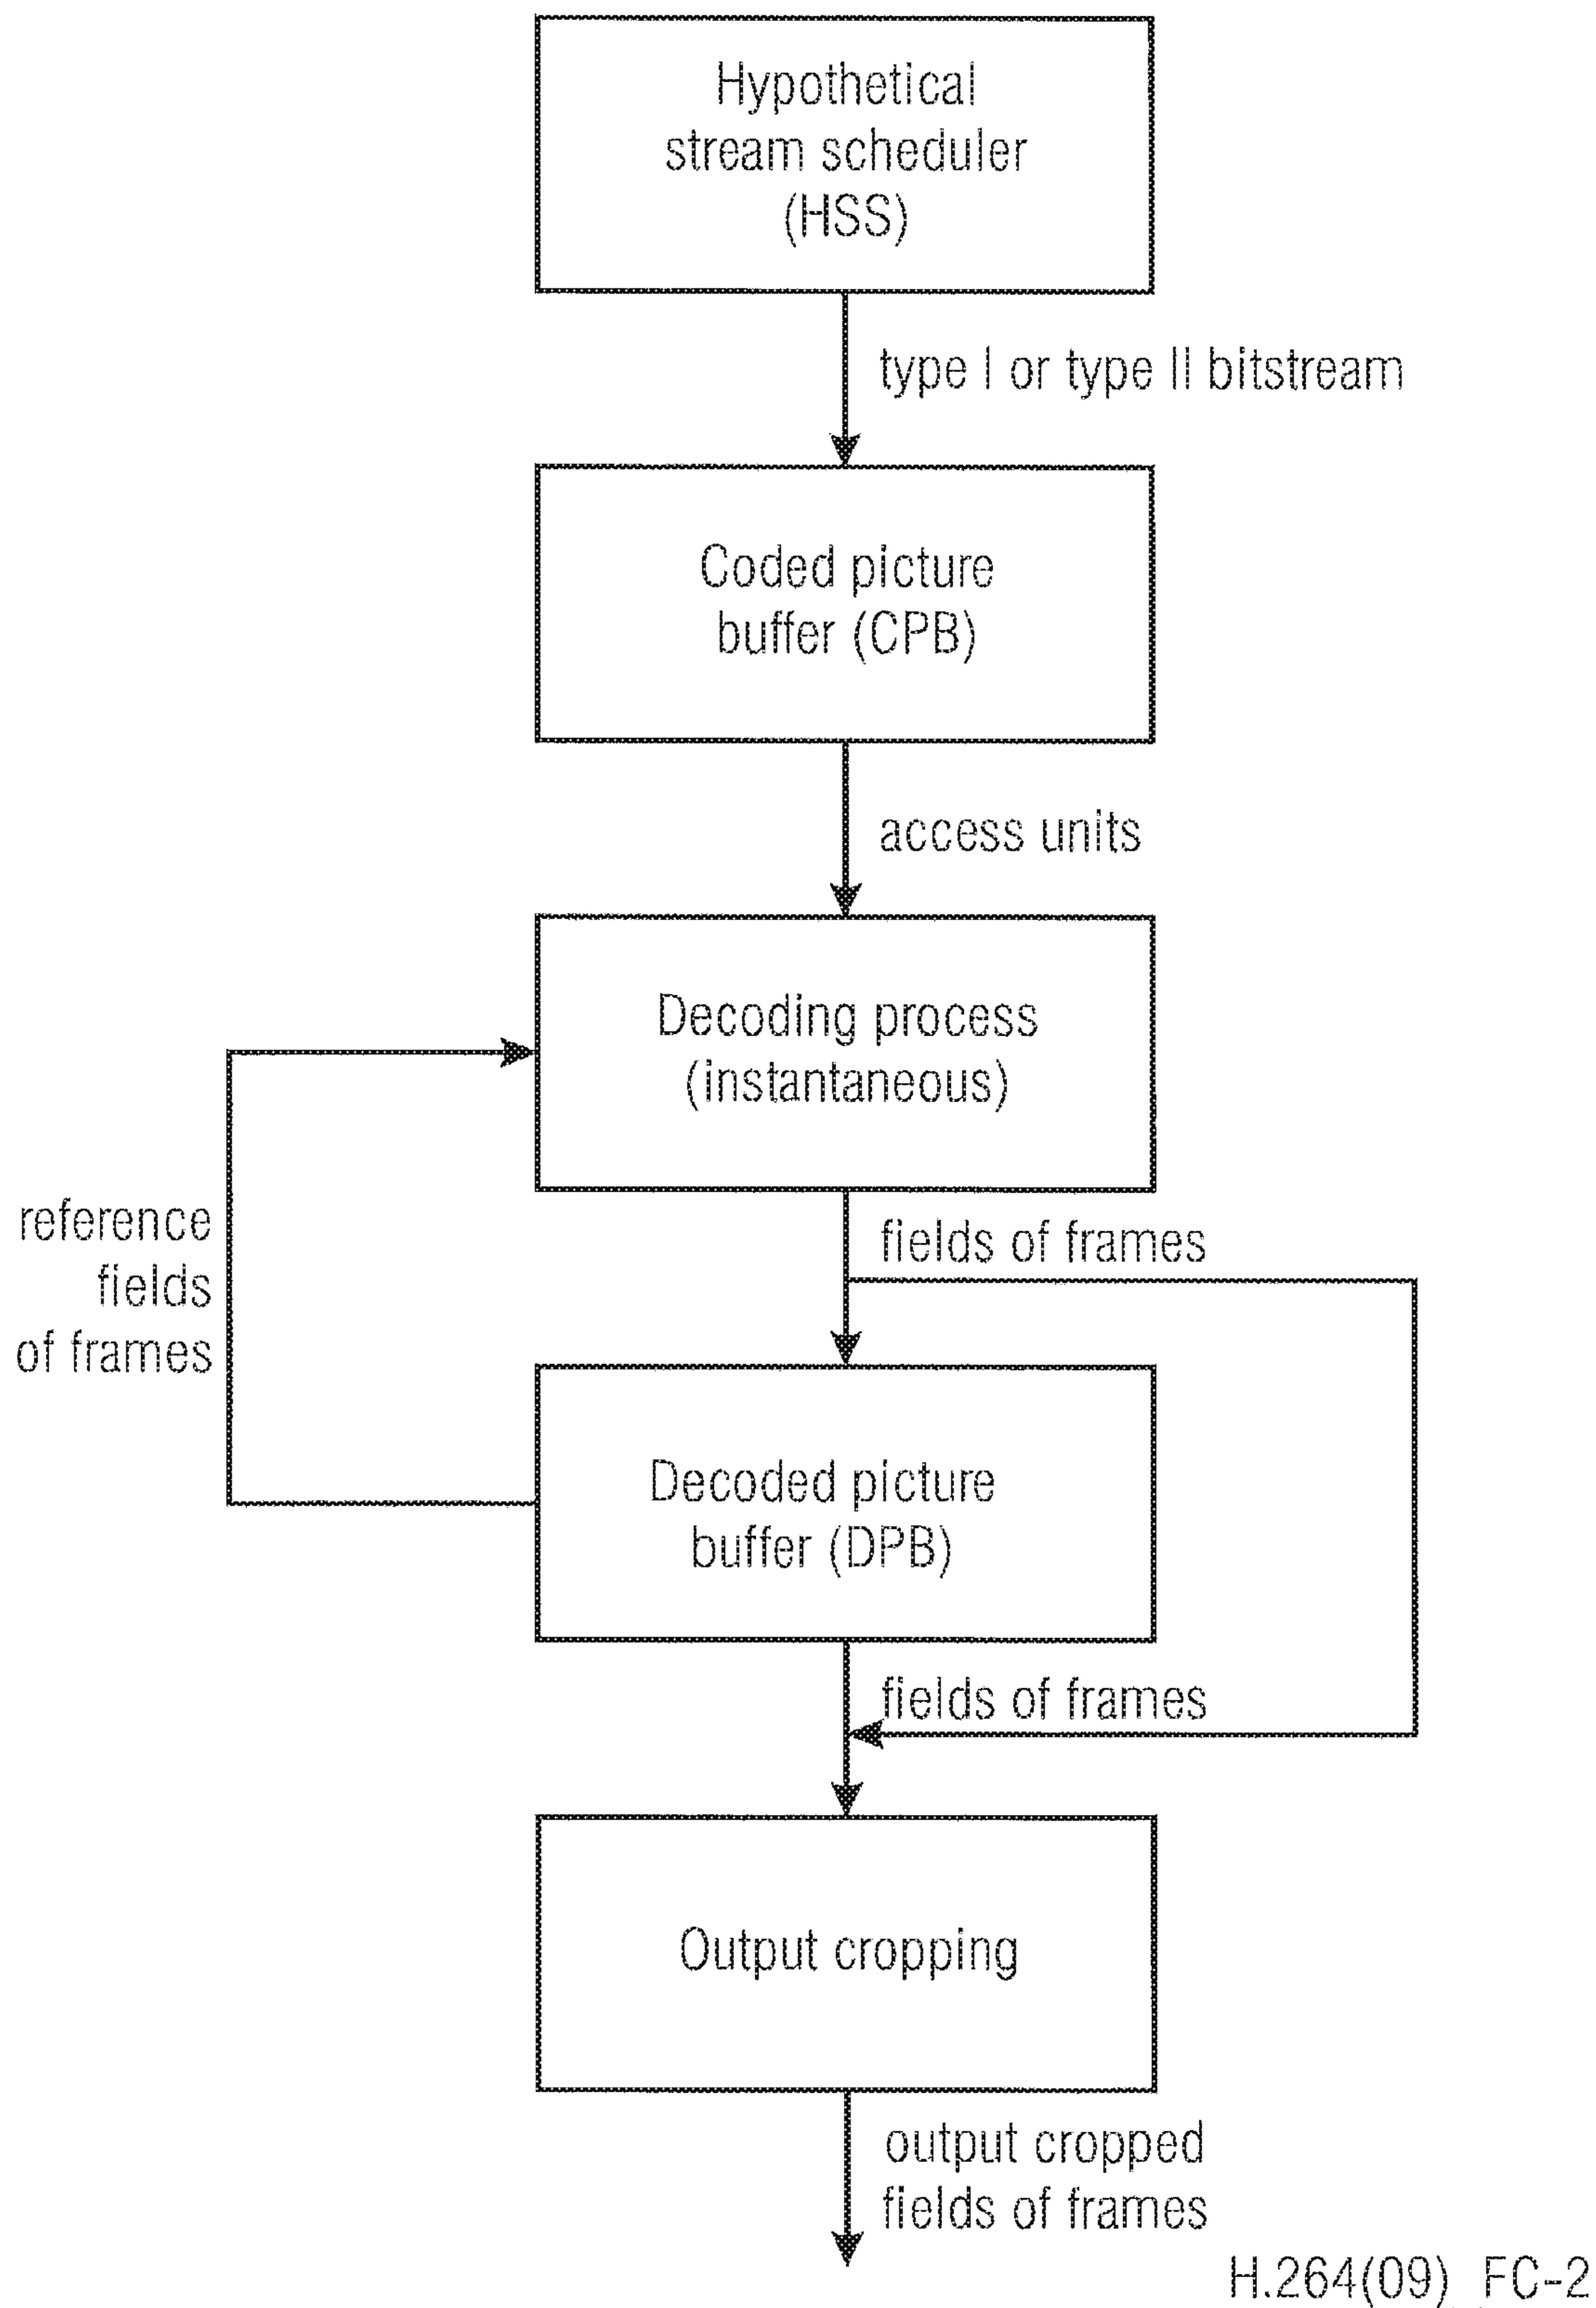 Hypothetical
stream scheduler
(HSS)
type I or type II bitstream
Coded picture
buffer (CPB)
access units
Decoding process
(instantaneous)
fields of frames
reference
fields
of frames
Decoded picture
buffer (DPB)
fields of frames
Output cropping
output cropped
fields of frames
H.264(09)_FC-2